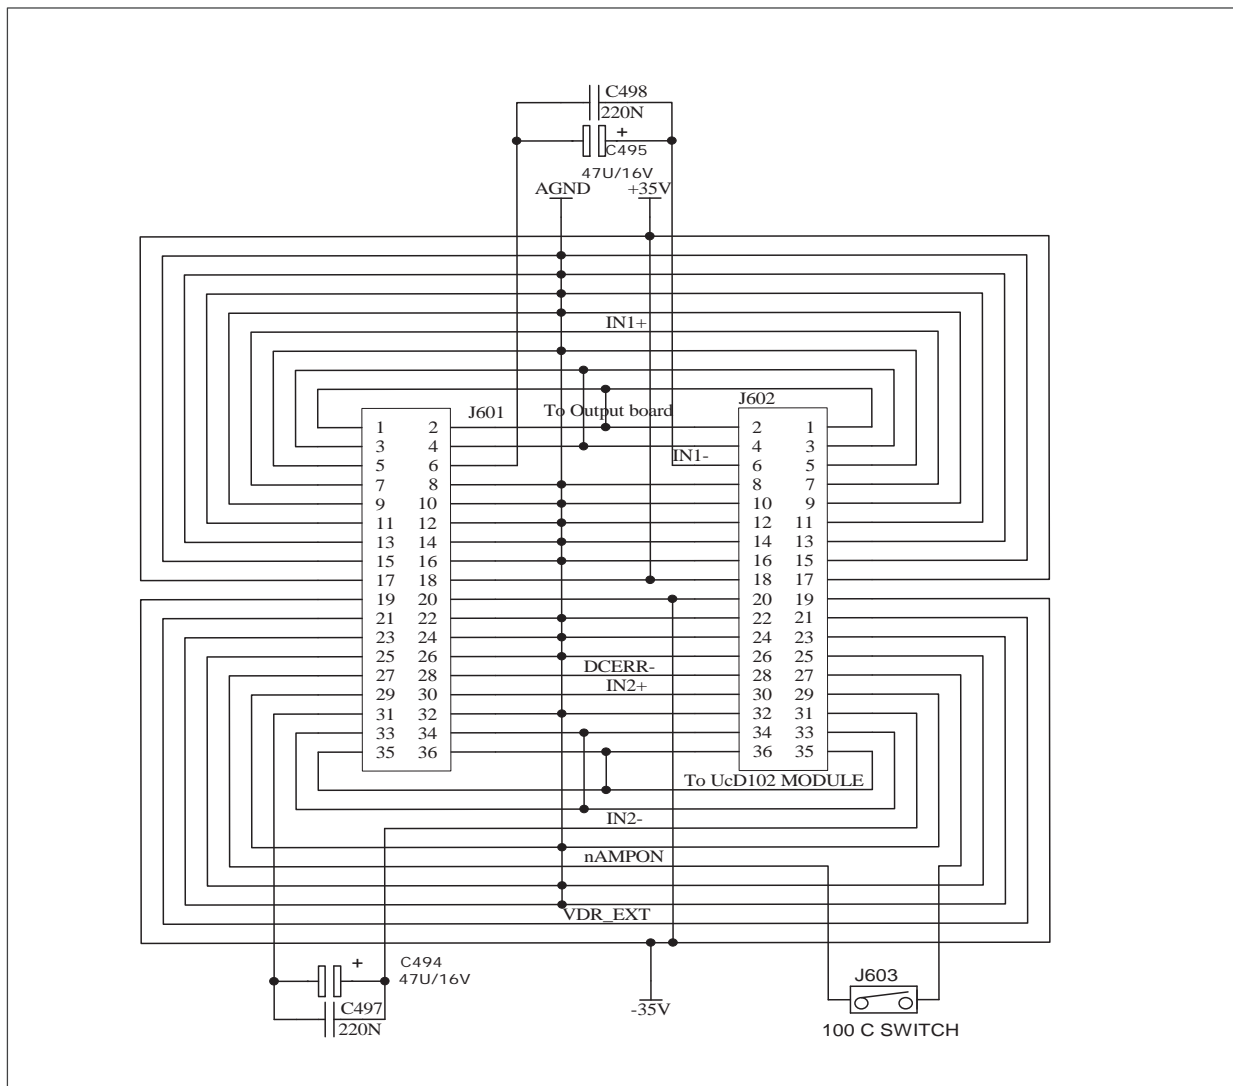 C498
220N
+
C495
47U/16V
AGND +35V
IN1+
J601 To Output board J602
1 2 2 1
3 4 4 3
IN1-
5 6 6 5
7 8 8 7
9 10 10 9
11 12 12 11
13 14 14 13
15 16 16 15
17 18 18 17
19 20 20 19
21 22 22 21
23 24 24 23
25 26 26 25
DCERR-
27 28 28 27
IN2+
29 30 30 29
31 32 32 31
33 34 34 33
35 36 36 35
To UcD102 MODULE
IN2-
nAMPON
VDR_EXT
+ C494
47U/16V
C497
220N
-35V
J603
100 C SWITCH